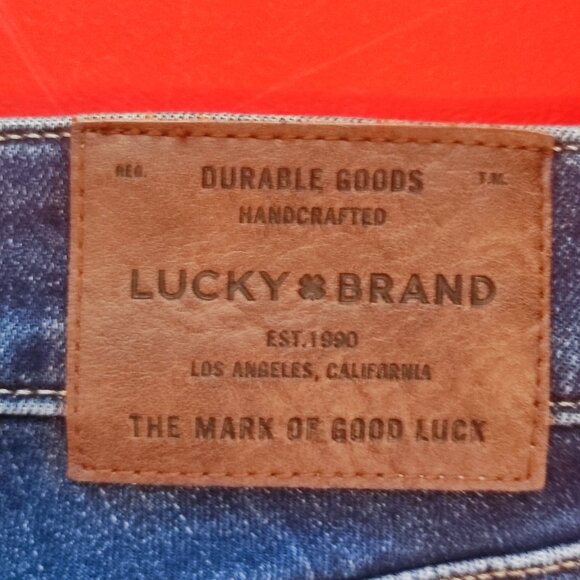 REG. DURABLE GOODS T.M.
HANDCRAFTED
LUCKY BRAND
EST.1990
LOS ANGELES, CALIFORNIA
THE MARK OF GOOD LUCK